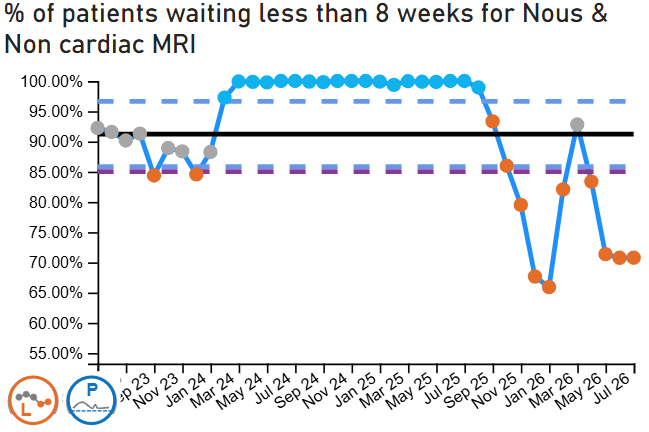 % of patients waiting less than 8 weeks for Nous &
Non cardiac MRI
100.00%
95.00%
90.00%
85.00%
80.00%
75.00%
70.00%
65.00%
60.00%
55.00%
ep 23 Nov 23 Jan 24 Mar 24 May 24 Jul 24 Sep 24 Nov 24 Jan 25 Mar 25 May 25 Jul 25 Sep 25 Nov 25 Jan 26 Mar 26 May 26 Jul 26
L P